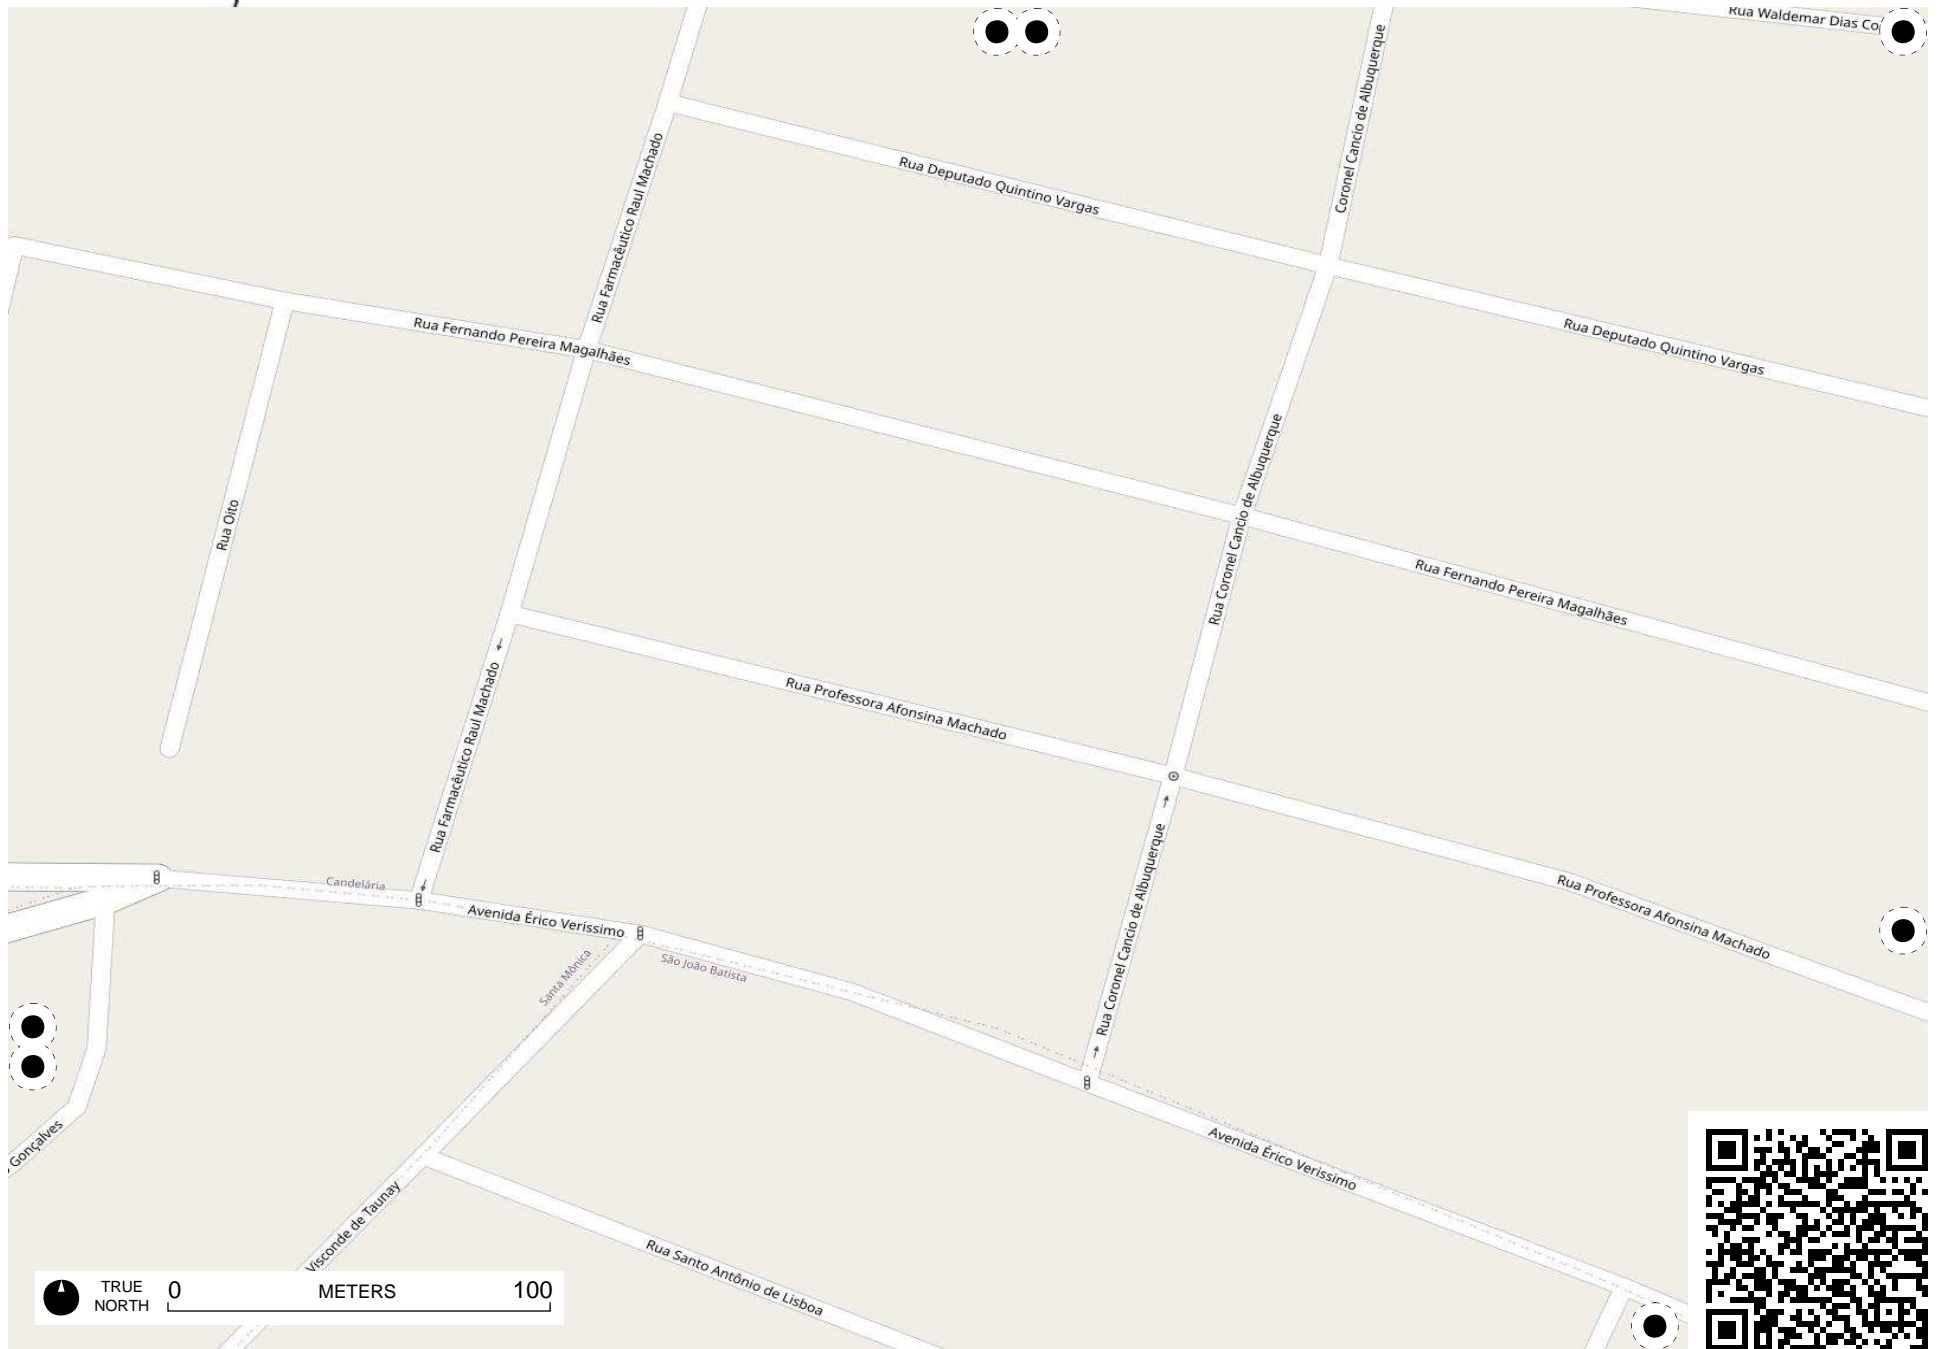 Rua Waldemar Dias Co
Coronel Cancio de Albuquerque
Rua Farmacêutico Raul Machado
Rua Deputado Quintino Vargas
Rua Deputado Quintino Vargas
Rua Fernando Pereira Magalhães
Rua Coronel Cancio de Albuquerque
Rua Oito
Rua Fernando Pereira Magalhães
Rua Farmacêutico Raul Machado
Rua Professora Afonsina Machado
Rua Coronel Cancio de Albuquerque
Candelária
Avenida Érico Verissimo
Rua Professora Afonsina Machado
Santa Mônica
São João Batista
Gonçalves
Avenida Érico Verissimo
Visconde de Taunay
Rua Santo Antônio de Lisboa
TRUE
NORTH
0 METERS 100